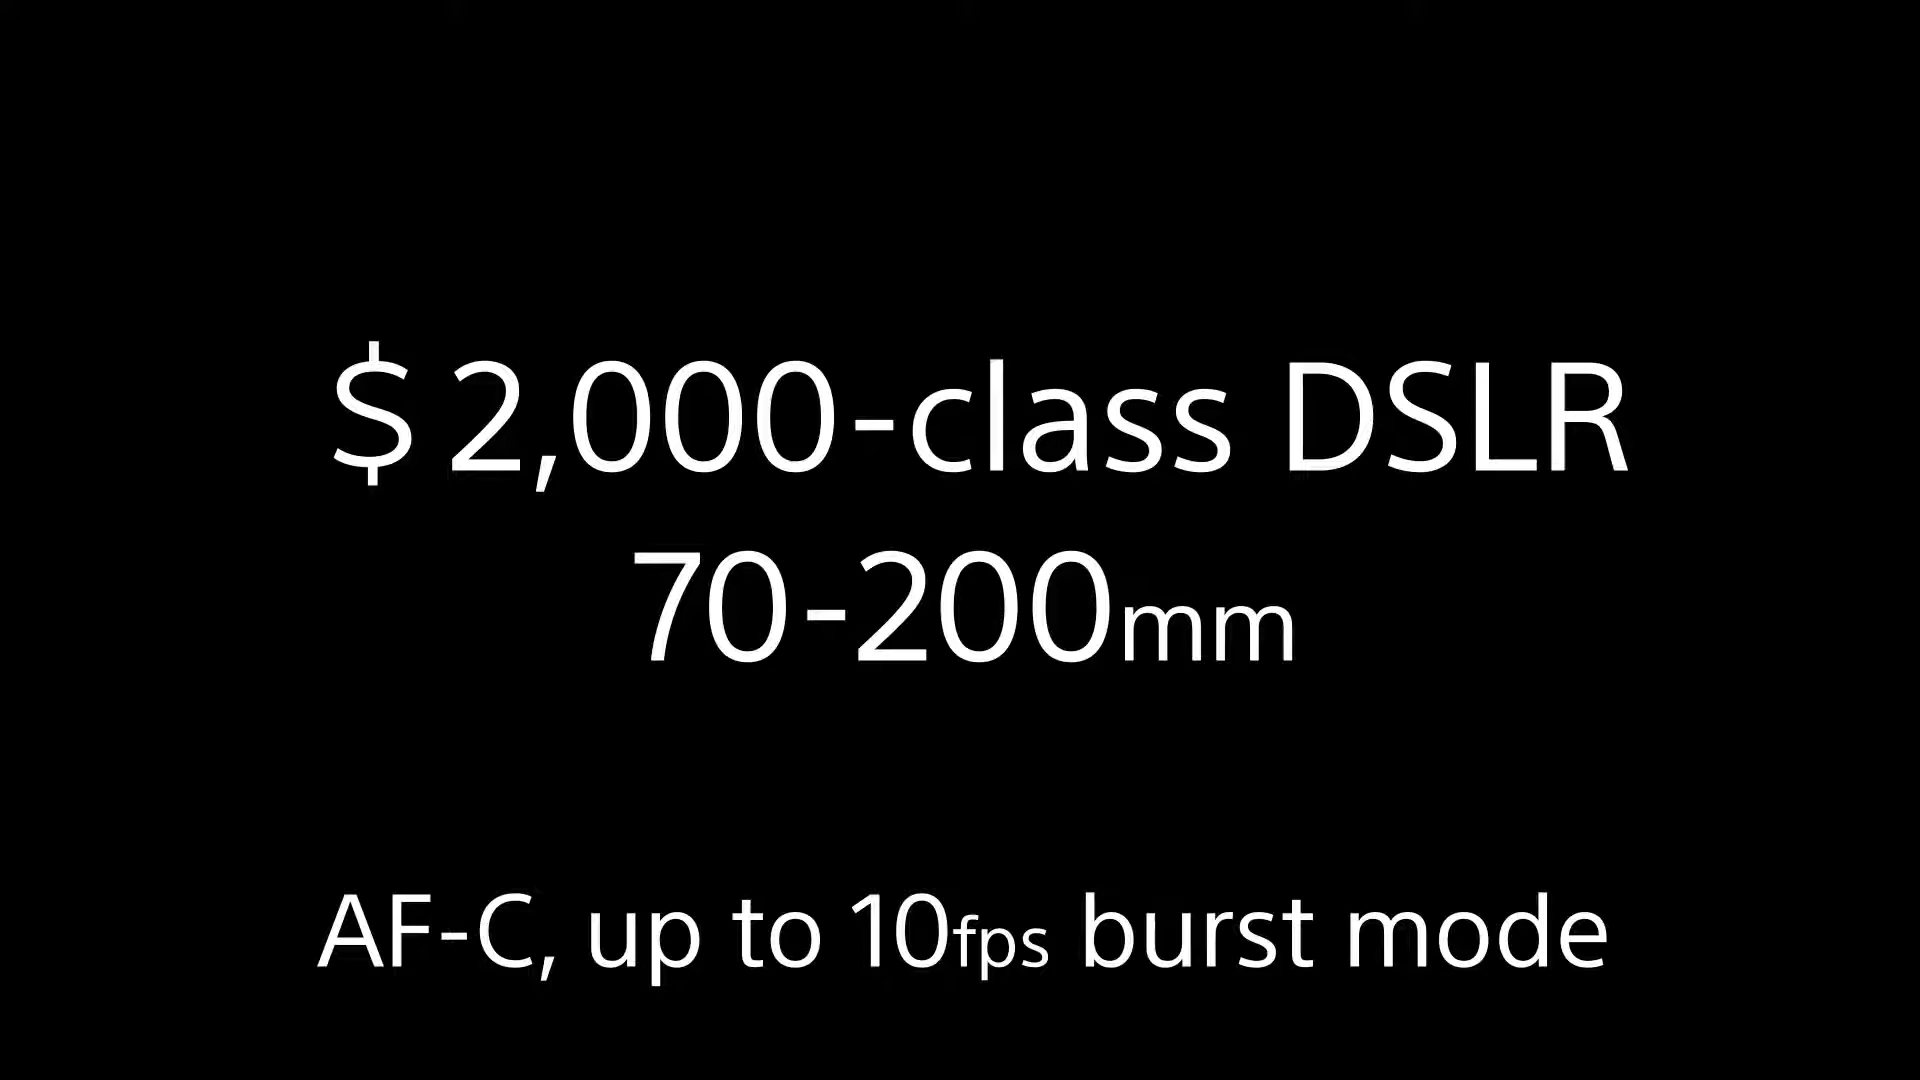 $2,000-class DSLR
70-200mm
AF-C, up to 10fps burst mode